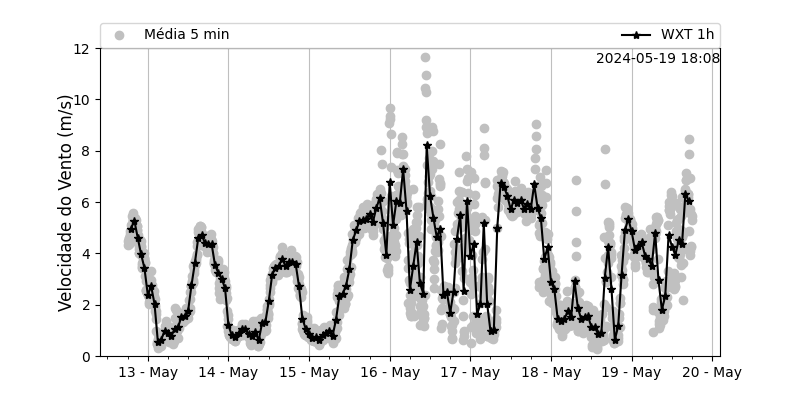 Média 5 min
WXT 1h
2024-05-19 18:08
Velocidade do Vento (m/s)
12
10
8
6
4
2
0
13 - May
14 - May
15 - May
16 - May
17 - May
18 - May
19 - May
20 - May